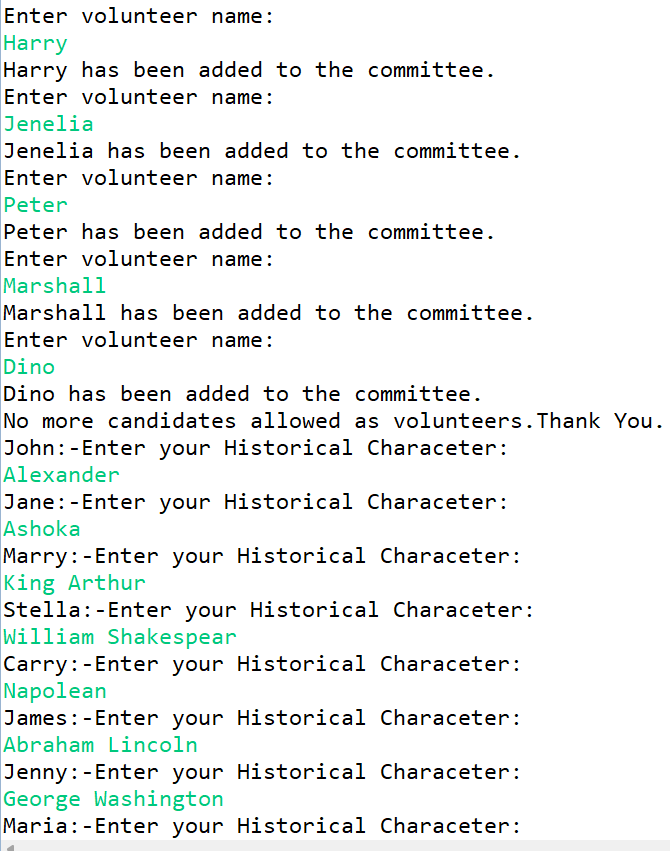 Enter volunteer name:
Harry
Harry has been added to the committee.
Enter volunteer name:
Jenelia
Jenelia has been added to the committee.
Enter volunteer name:
Peter
Peter has been added to the committee.
Enter volunteer name:
Marshall
Marshall has been added to the committee.
Enter volunteer name:
Dino
Dino has been added to the committee.
No more candidates allowed as volunteers.Thank You.
John:-Enter your Historical Characeter:
Alexander
Jane:-Enter your Historical Characeter:
Ashoka
Marry:-Enter your Historical Characeter:
King Arthur
Stella:-Enter your Historical Characeter:
William Shakespear
Carry:-Enter your Historical Characeter:
Napolean
James:-Enter your Historical Characeter:
Abraham Lincoln
Jenny:-Enter your Historical Characeter:
George Washington
Maria:-Enter your Historical Characeter: